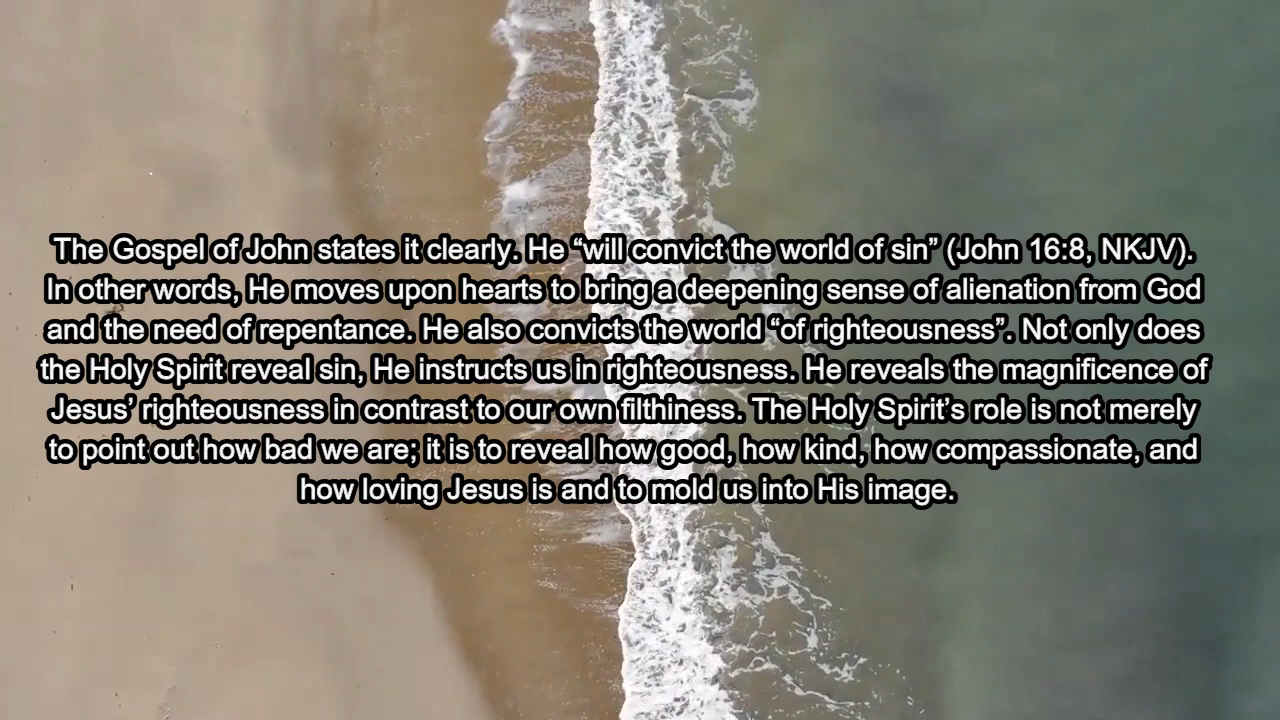 The Gospel of John states it clearly. He “will convict the world of sin” (John 16:8, NKJV).
In other words, He moves upon hearts to bring a deepening sense of alienation from God
and the need of repentance. He also convicts the world “of righteousness”. Not only does
the Holy Spirit reveal sin, He instructs us in righteousness. He reveals the magnificence of
Jesus’ righteousness in contrast to our own filthiness. The Holy Spirit’s role is not merely
to point out how bad we are; it is to reveal how good, how kind, how compassionate, and
how loving Jesus is and to mold us into His image.